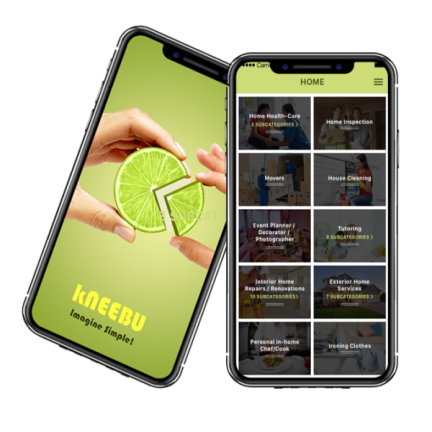 kNEEBU
Imagine Simple!
HOME
Home Health-Care
3 SUBCATEGORIES >
Home Inspection
Movers
House Cleaning
Event Planner /
Decorator /
Photographer
Tutoring
6 SUBCATEGORIES >
Interior Home
Repairs / Renovations
10 SUBCATEGORIES >
Exterior Home
Services
7 SUBCATEGORIES >
Personal In-home
Chef/Cook
Ironing Clothes